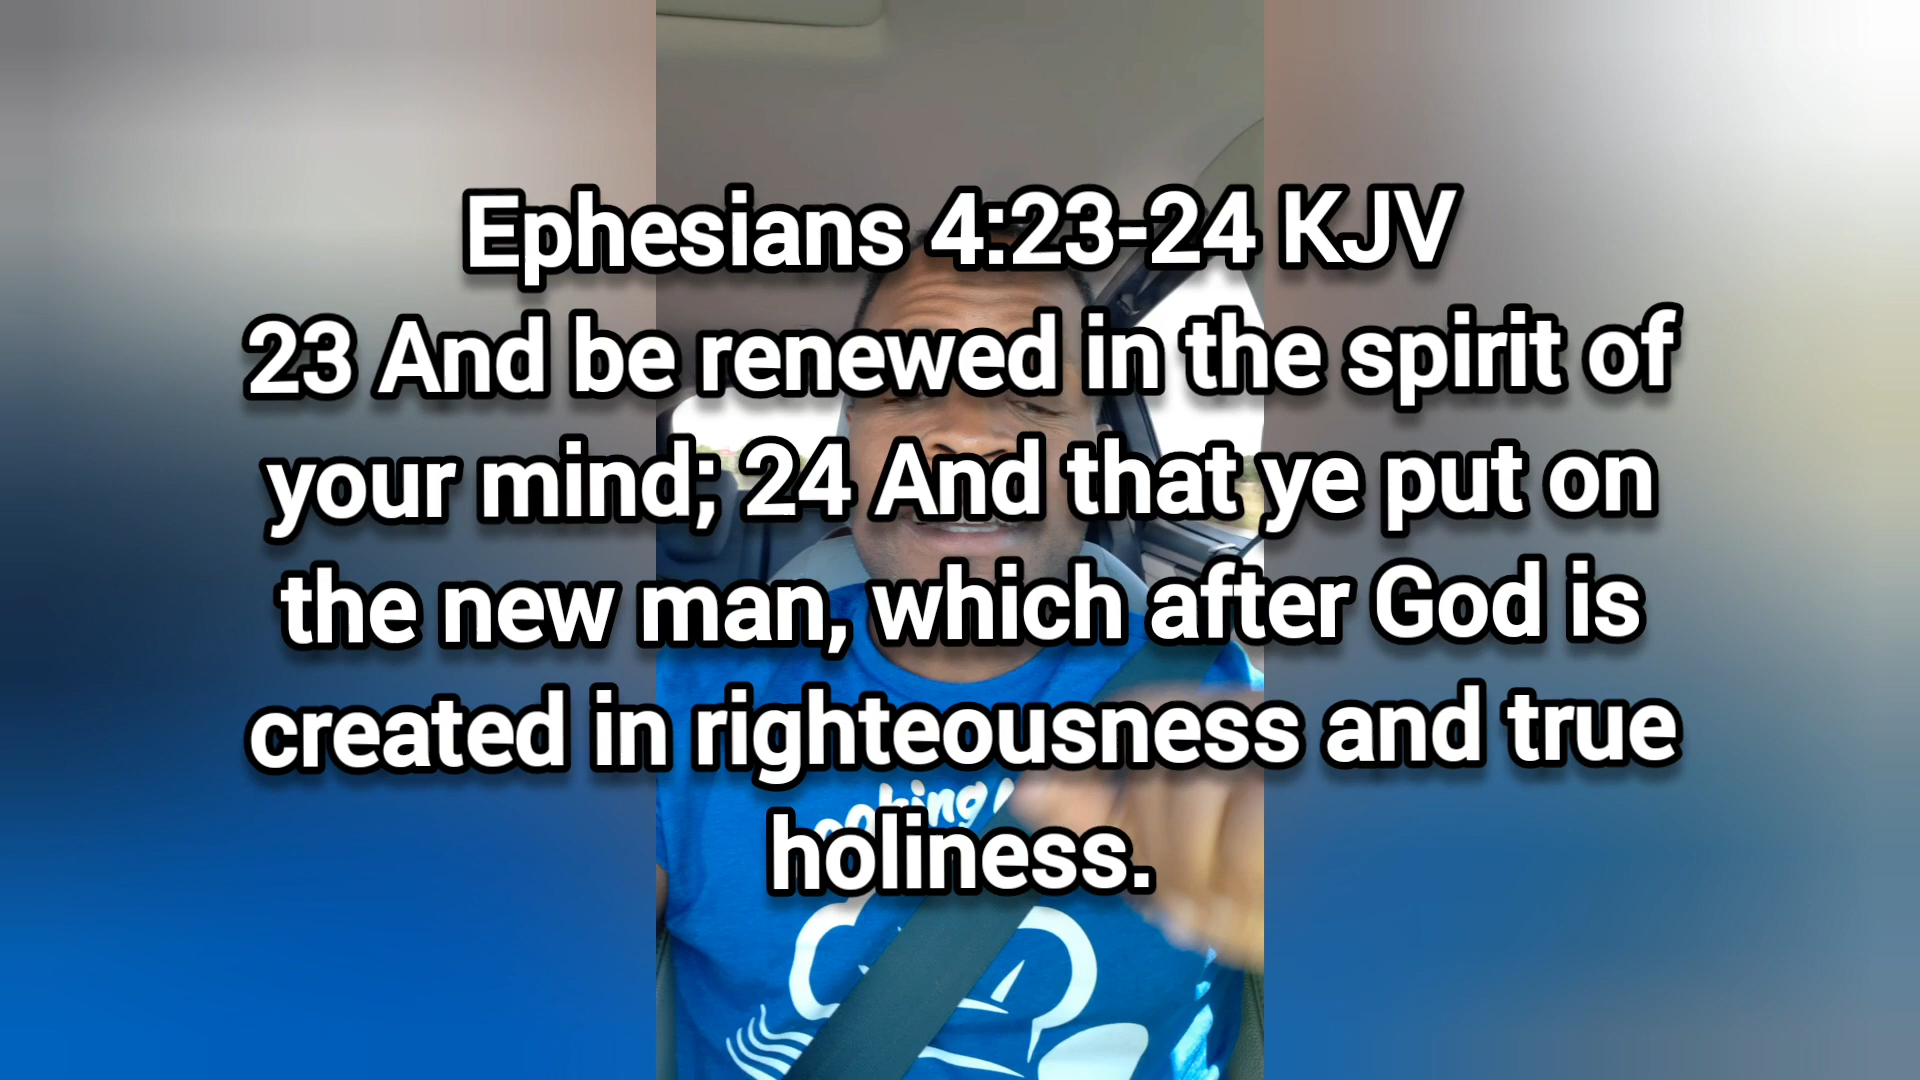 Ephesians 4:23-24 KJV
23 And be renewed in the spirit of
your mind; 24 And that ye put on
the new man, which after God is
created in righteousness and true
holiness.